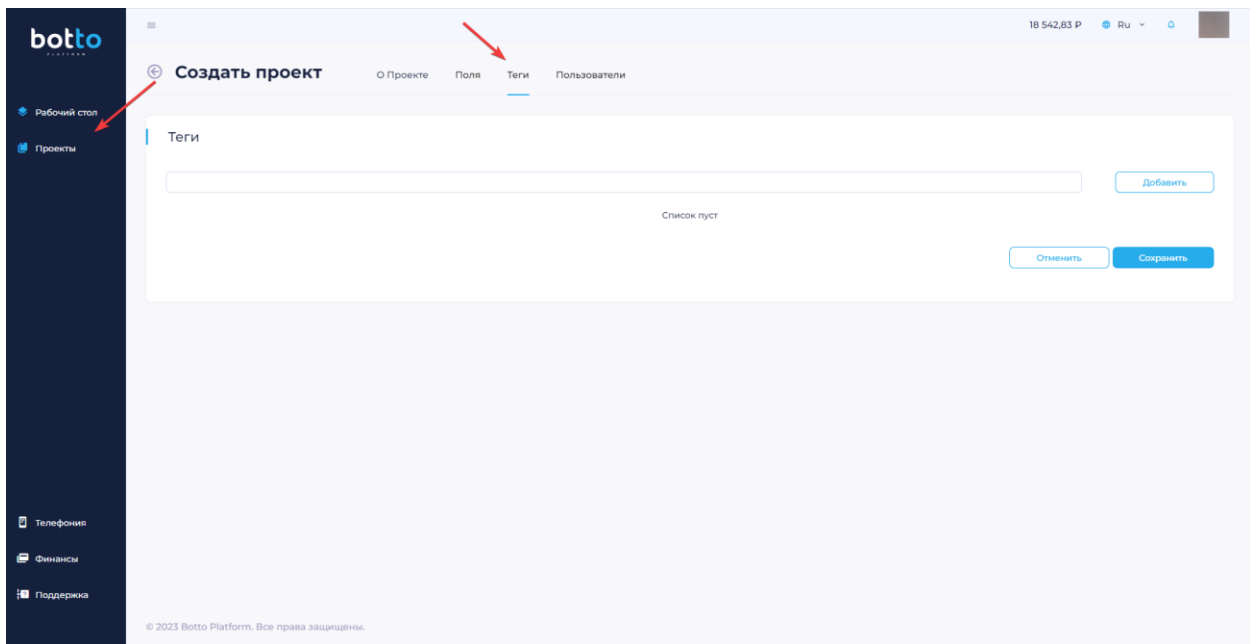 botto
PLATFORM
18 542,83 ₽ Ru
Создать проект О Проекте Поля Теги Пользователи
Рабочий стол
Проекты
Теги
Добавить
Список пуст
Отменить Сохранить
Телефония
Финансы
Поддержка
© 2023 Botto Platform. Все права защищены.